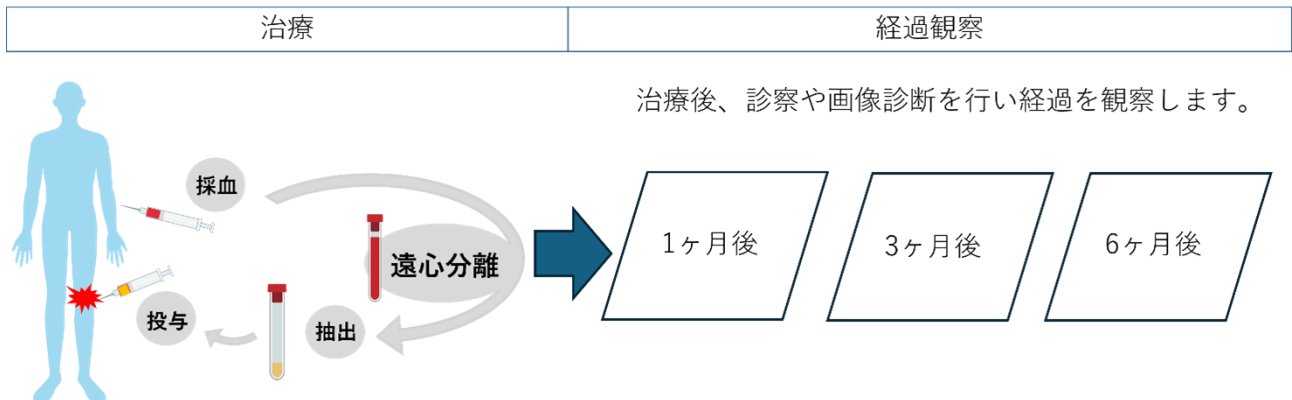 治療
経過観察
治療後、診察や画像診断を行い経過を観察します。
採血
遠心分離
抽出
投与
1ヶ月後
3ヶ月後
6ヶ月後